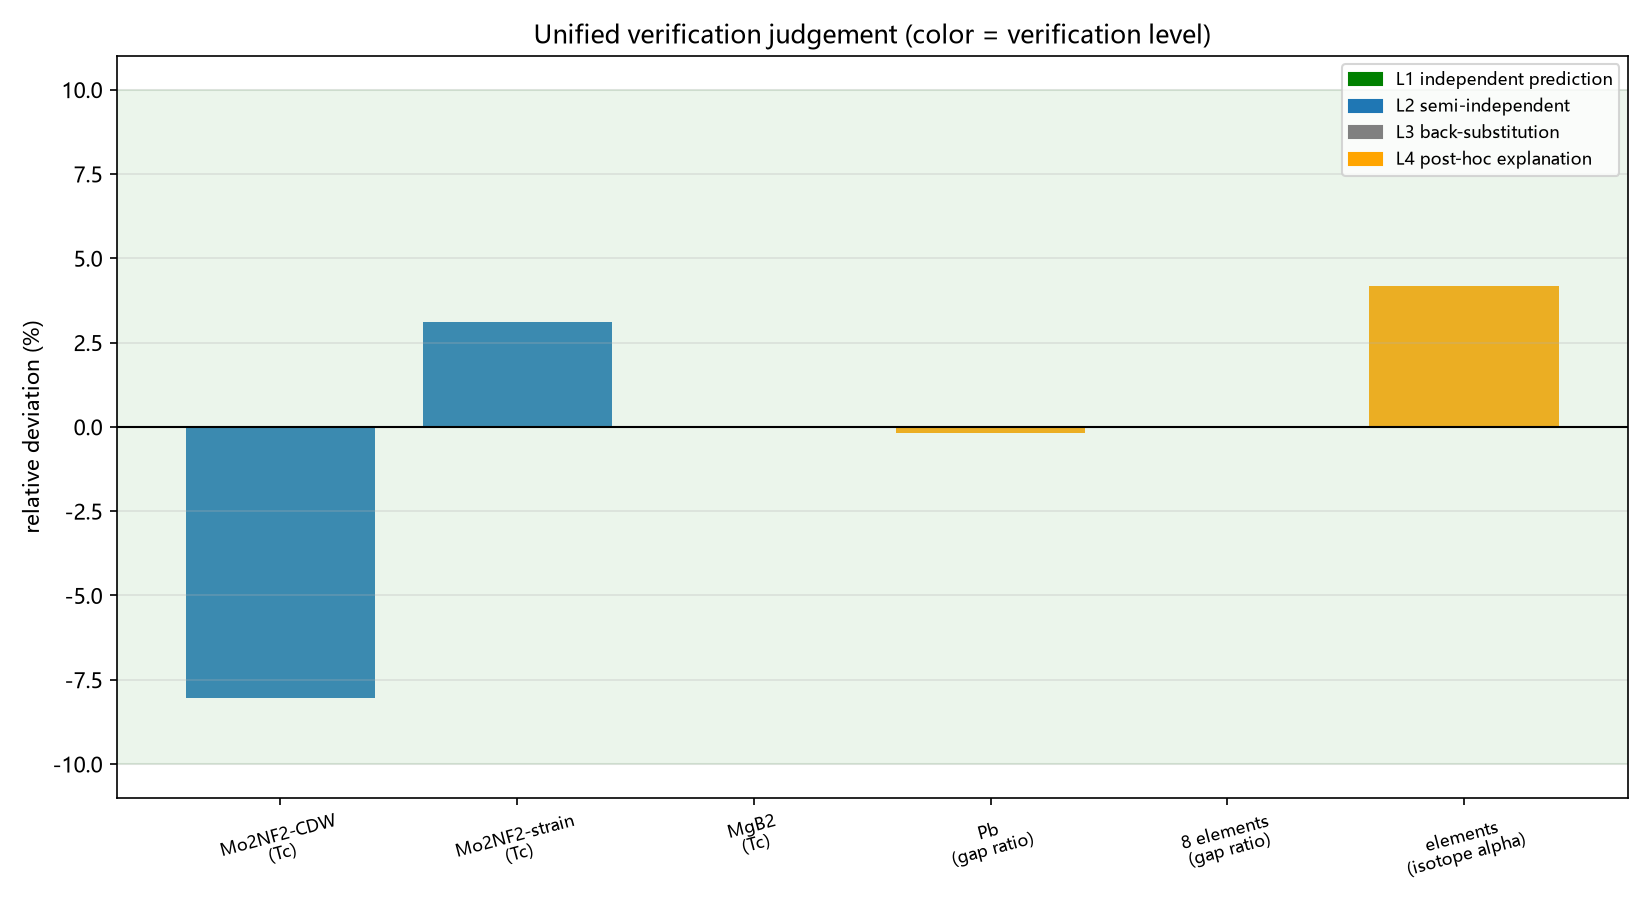 Unified verification judgement (color = verification level)
L1 independent prediction
L2 semi-independent
L3 back-substitution
L4 post-hoc explanation
relative deviation (%)
10.0
7.5
5.0
2.5
0.0
-2.5
-5.0
-7.5
-10.0
Mo2NF2-CDW
(Tc)
Mo2NF2-strain
(Tc)
MgB2
(Tc)
Pb
(gap ratio)
8 elements
(gap ratio)
elements
(isotope alpha)